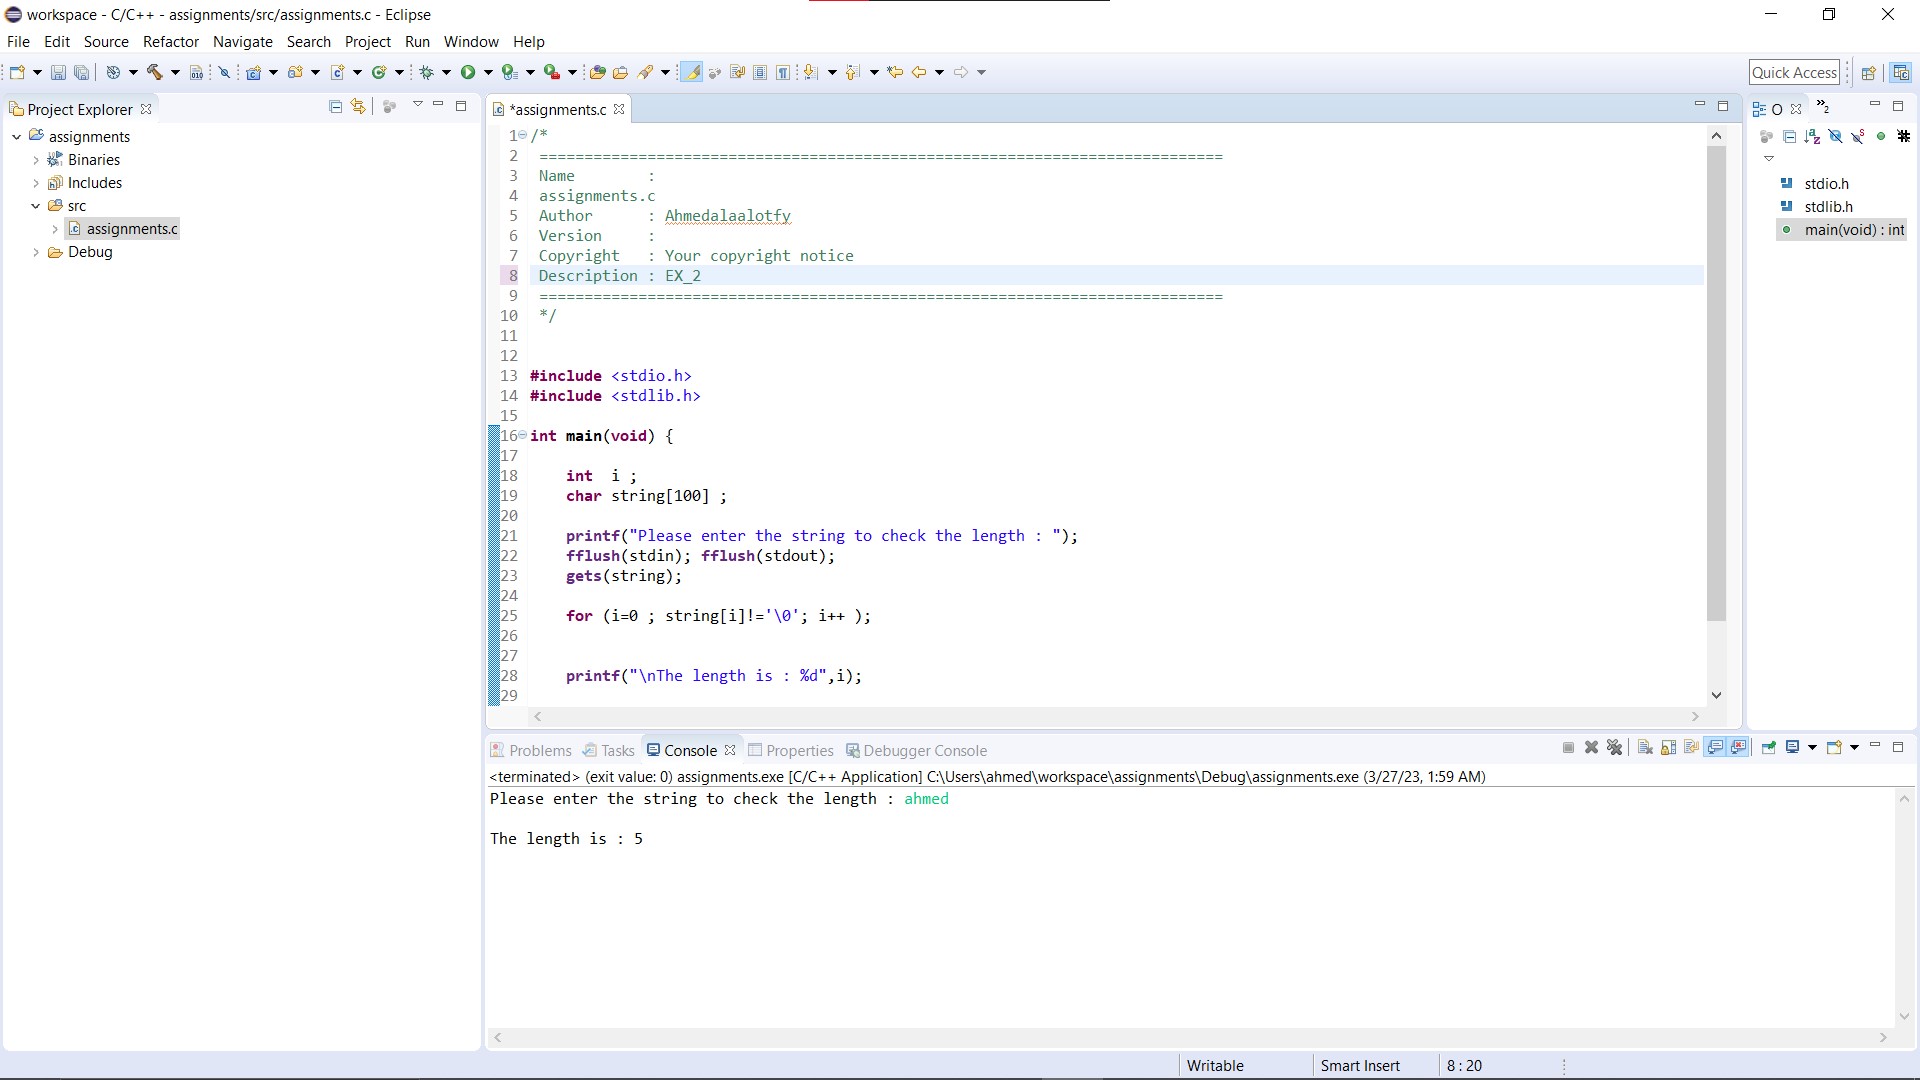 workspace - C/C++ - assignments/src/assignments.c - Eclipse
File Edit Source Refactor Navigate Search Project Run Window Help
Quick Access
Project Explorer
assignments
Binaries
Includes
src
assignments.c
Debug
*assignments.c
1 /*
2 ============================================================================
3 Name        :
4 assignments.c
5 Author      : Ahmedalaalotfy
6 Version     :
7 Copyright   : Your copyright notice
8 Description : EX_2
9 ============================================================================
10 */
11
12
13 #include <stdio.h>
14 #include <stdlib.h>
15
16 int main(void) {
17
18     int  i ;
19     char string[100] ;
20
21     printf("Please enter the string to check the length : ");
22     fflush(stdin); fflush(stdout);
23     gets(string);
24
25     for (i=0 ; string[i]!='\0'; i++ );
26
27
28     printf("\nThe length is : %d",i);
29
O
»2
stdio.h
stdlib.h
main(void) : int
Problems Tasks Console Properties Debugger Console
<terminated> (exit value: 0) assignments.exe [C/C++ Application] C:\Users\ahmed\workspace\assignments\Debug\assignments.exe (3/27/23, 1:59 AM)
Please enter the string to check the length : ahmed
The length is : 5
Writable Smart Insert 8 : 20